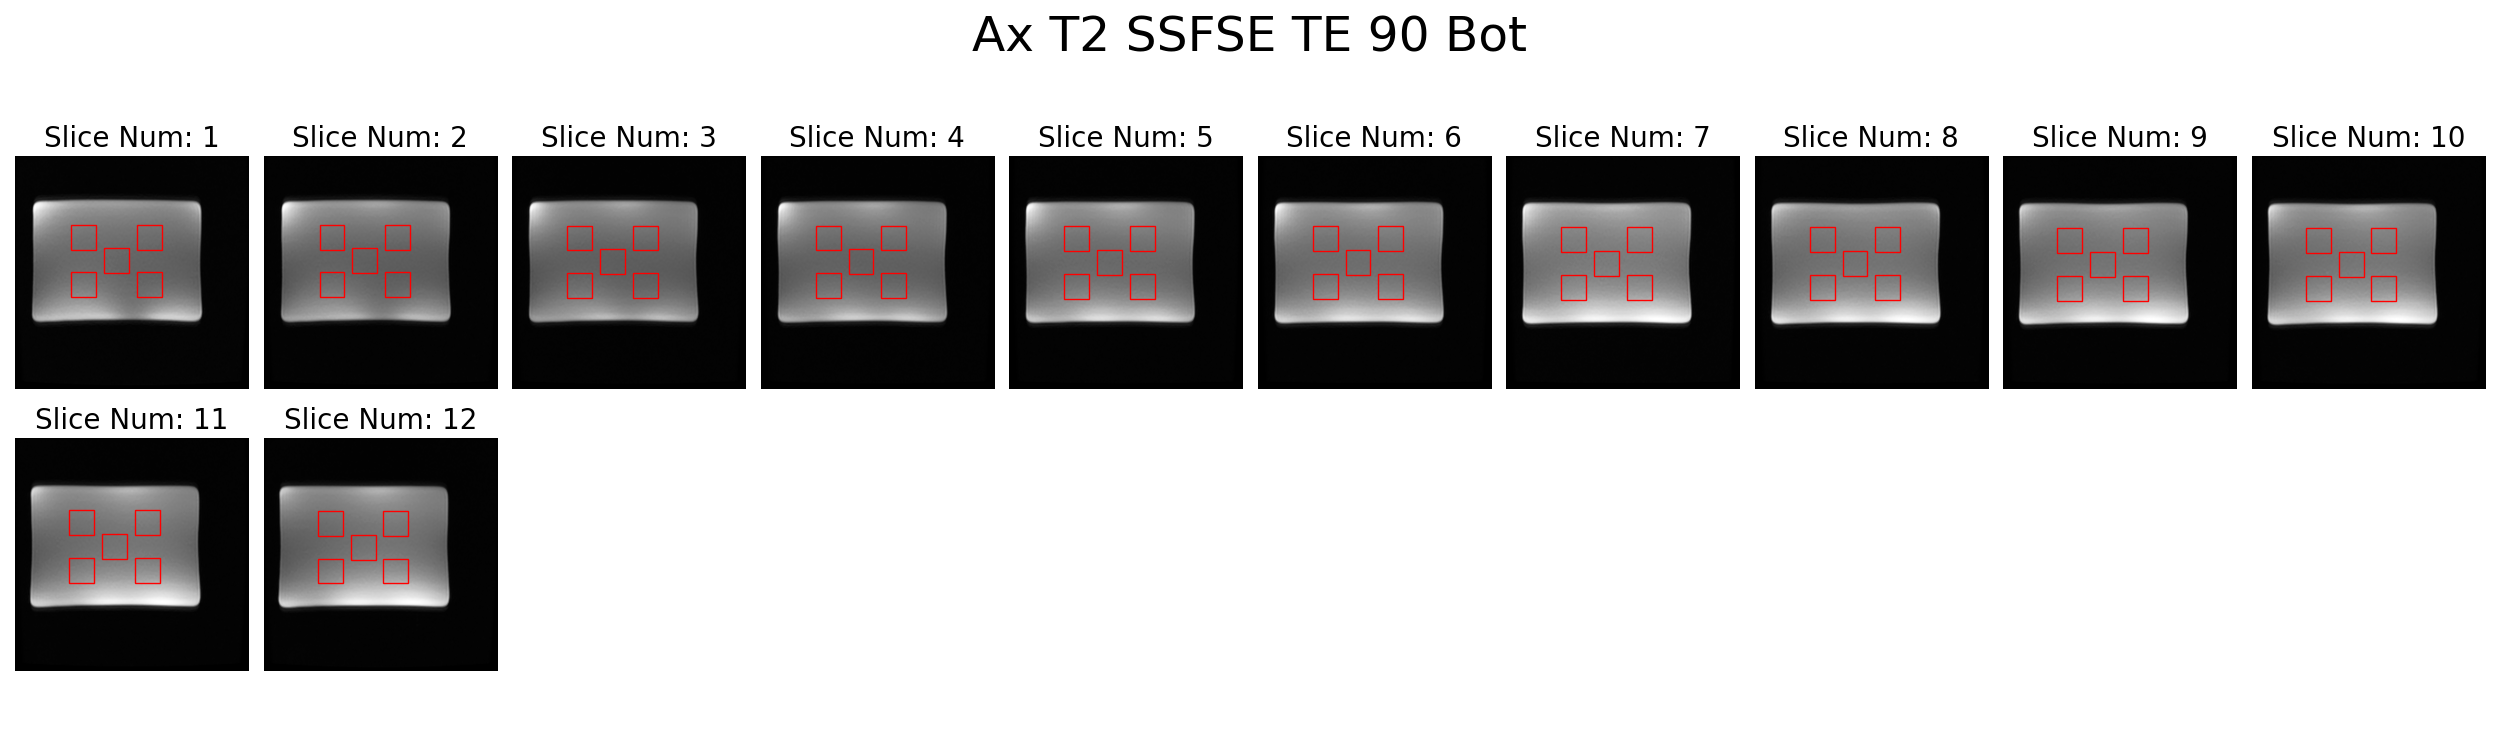 Ax T2 SSFSE TE 90 Bot
Slice Num: 1
Slice Num: 2
Slice Num: 3
Slice Num: 4
Slice Num: 5
Slice Num: 6
Slice Num: 7
Slice Num: 8
Slice Num: 9
Slice Num: 10
Slice Num: 11
Slice Num: 12